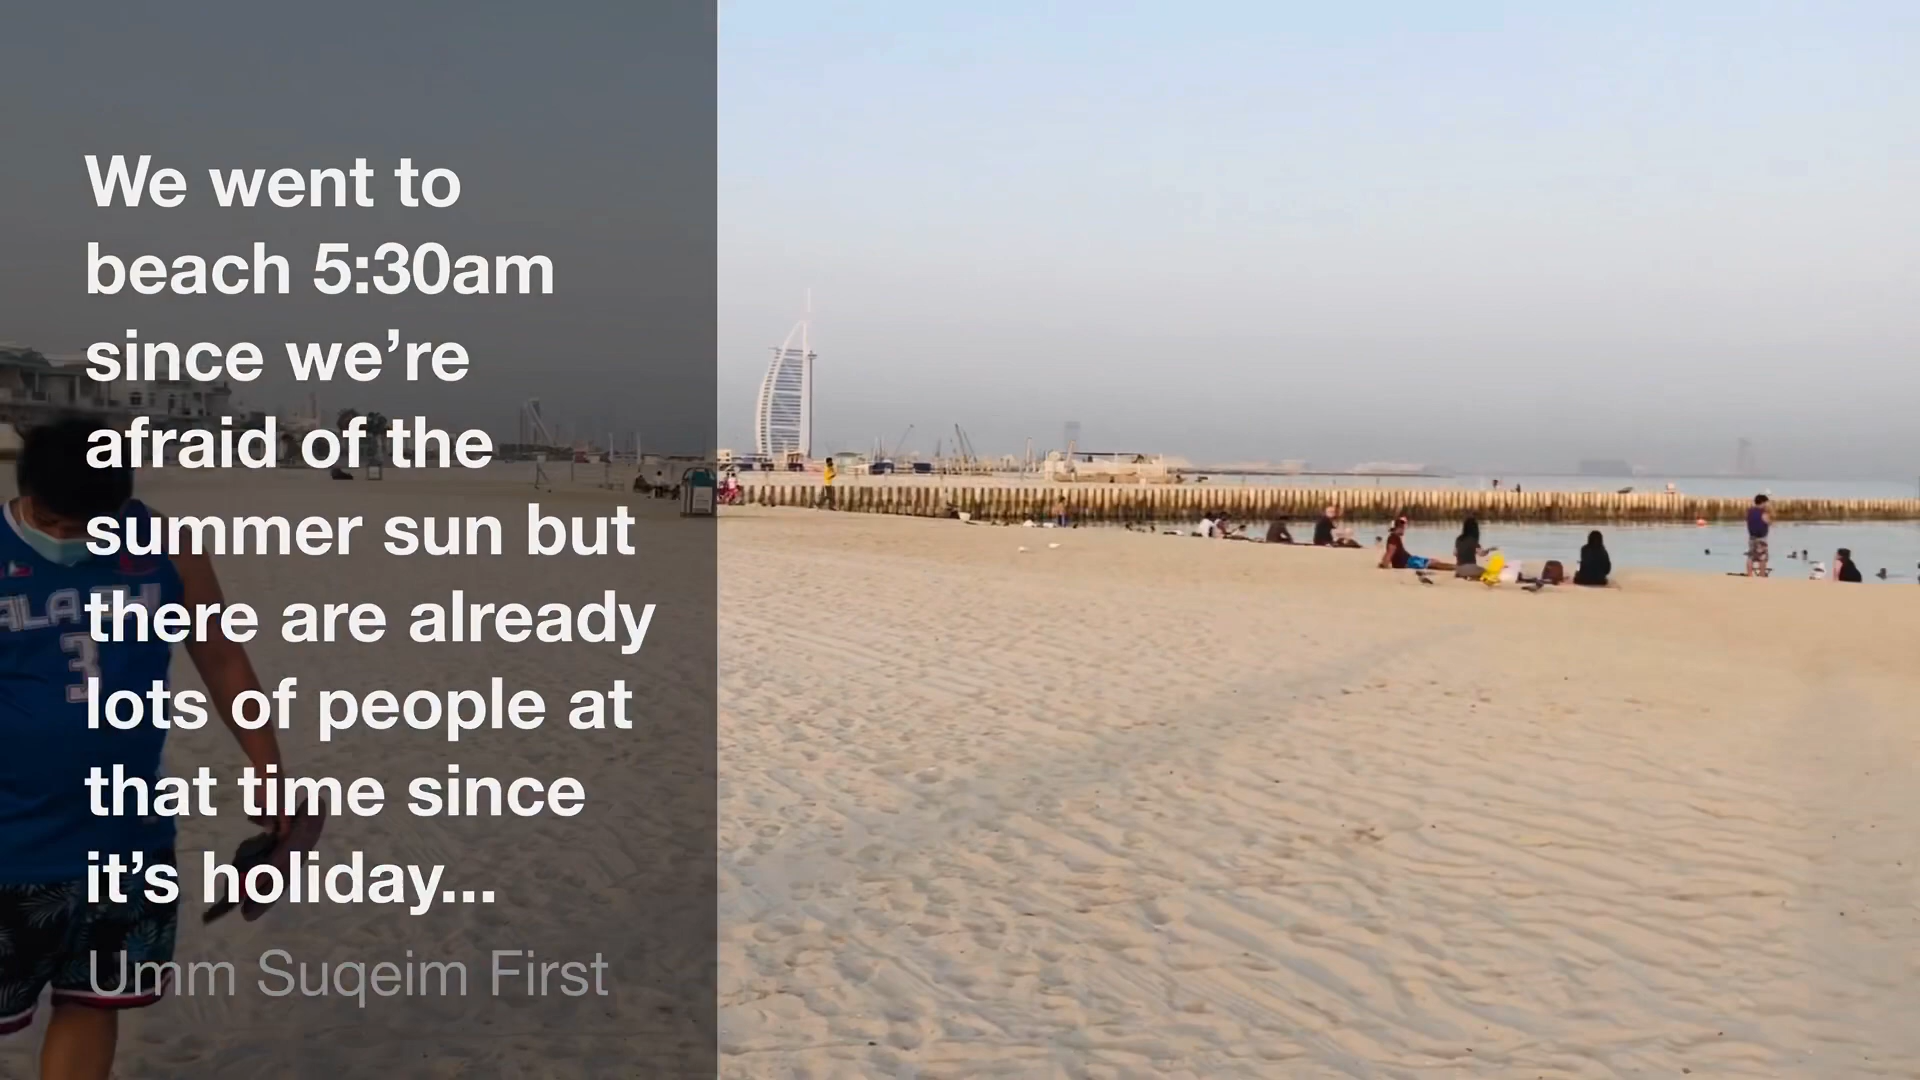 We went to
beach 5:30am
since we’re
afraid of the
summer sun but
there are already
lots of people at
that time since
it’s holiday...
Umm Suqeim First
3